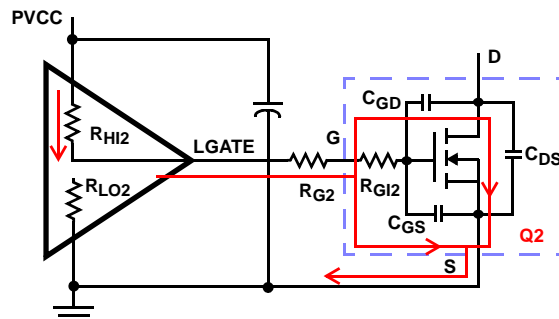 PVCC
D
CGD
RHI2
G
LGATE
CDS
RLO2
RG2
RGI2
CGS
Q2
S